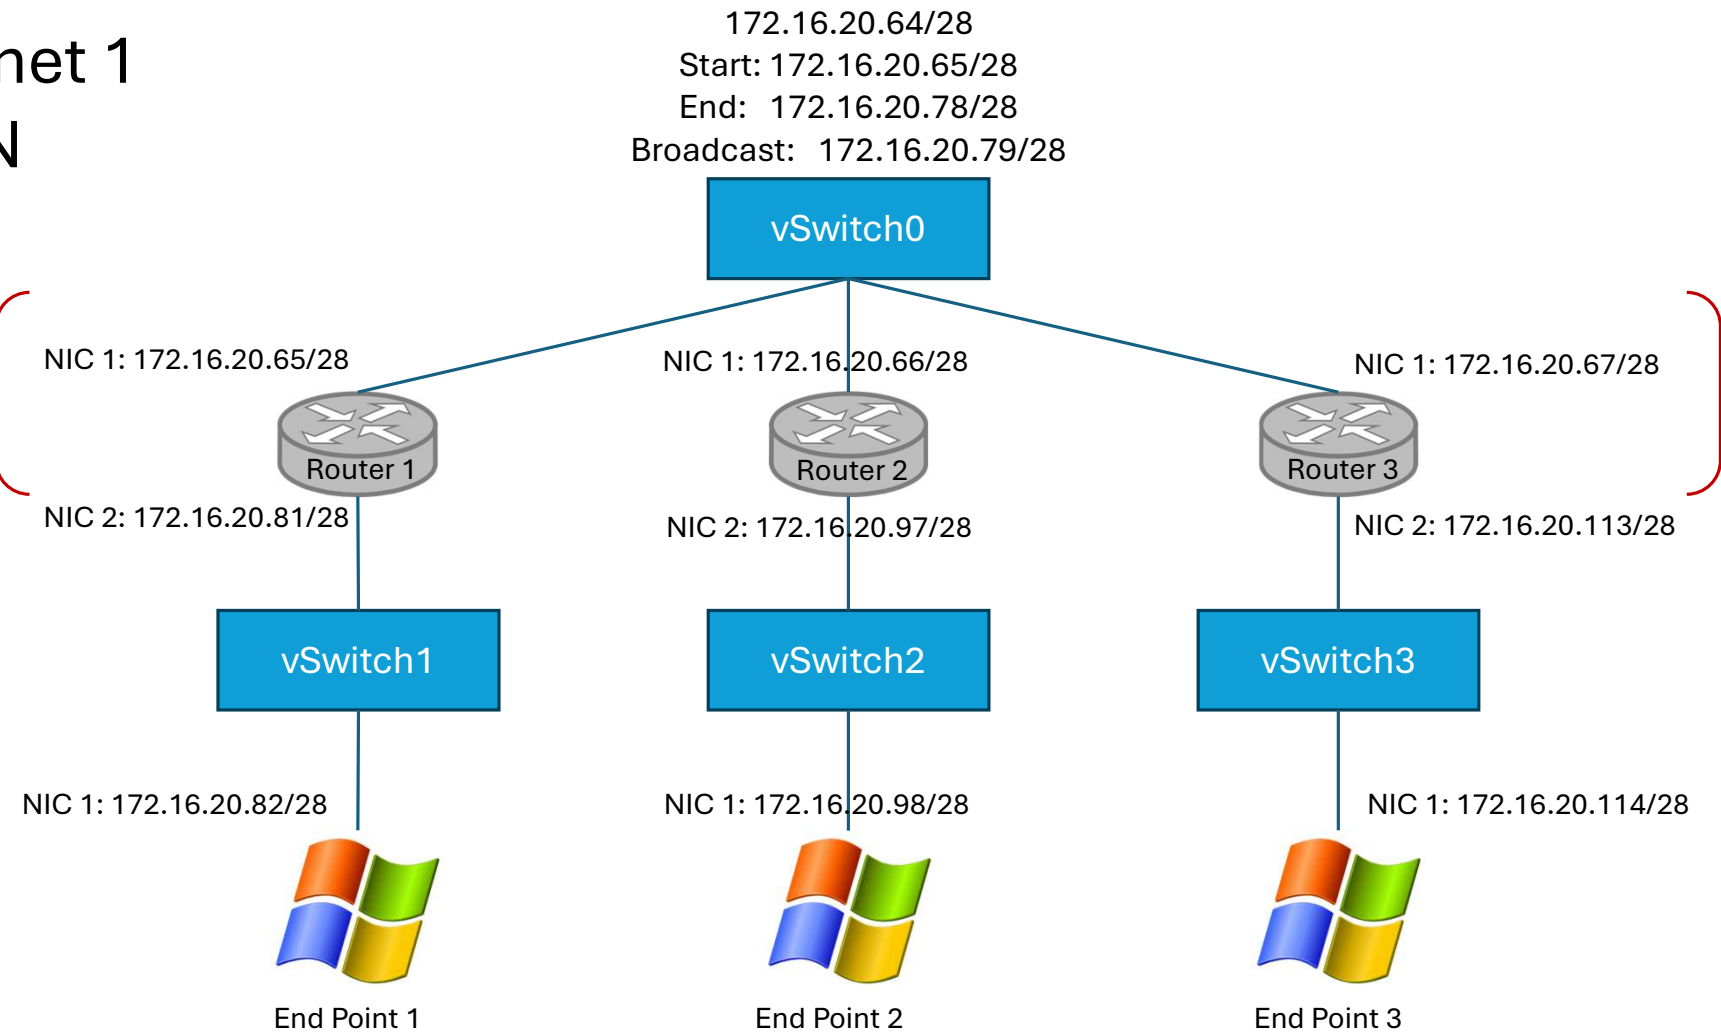 net 1
N
172.16.20.64/28
Start: 172.16.20.65/28
End: 172.16.20.78/28
Broadcast: 172.16.20.79/28
vSwitch0
NIC 1: 172.16.20.65/28
NIC 1: 172.16.20.66/28
NIC 1: 172.16.20.67/28
Router 1
Router 2
Router 3
NIC 2: 172.16.20.81/28
NIC 2: 172.16.20.97/28
NIC 2: 172.16.20.113/28
vSwitch1
vSwitch2
vSwitch3
NIC 1: 172.16.20.82/28
NIC 1: 172.16.20.98/28
NIC 1: 172.16.20.114/28
End Point 1
End Point 2
End Point 3